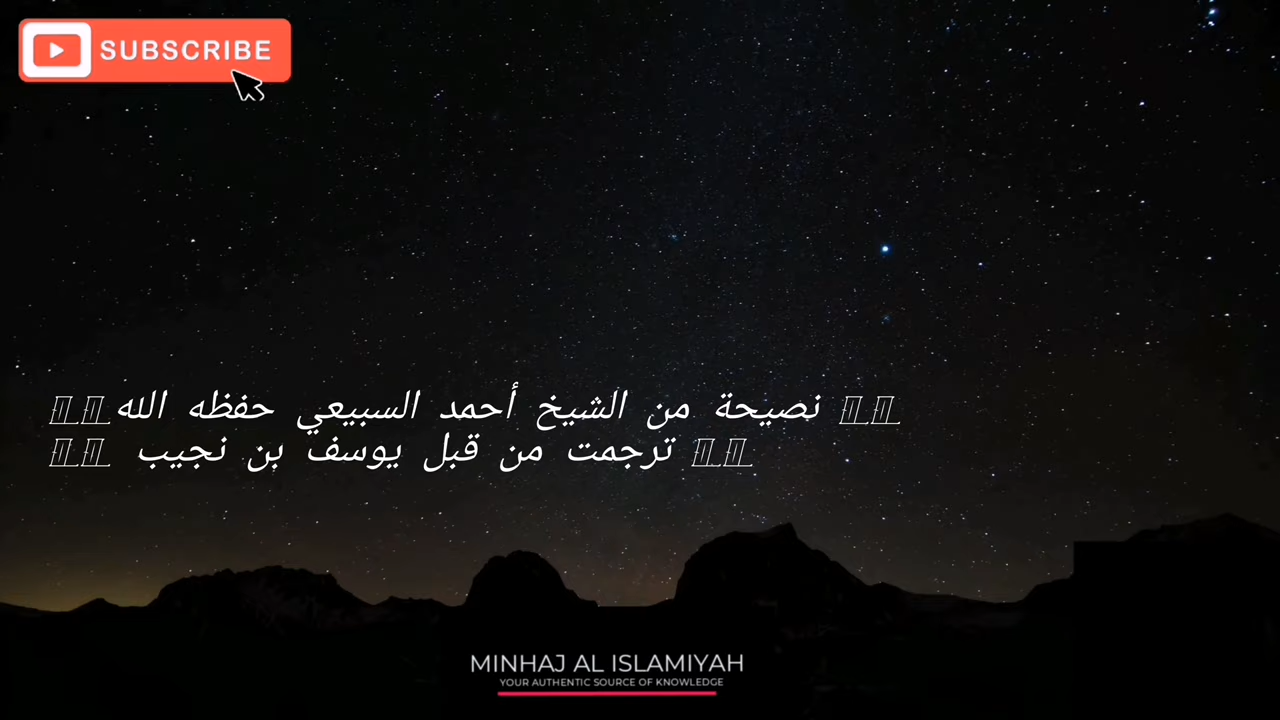 SUBSCRIBE
نصيحة من الشيخ أحمد السبيعي حفظه الله
ترجمت من قبل يوسف بن نجيب
MINHAJ AL ISLAMIYAH
YOUR AUTHENTIC SOURCE OF KNOWLEDGE